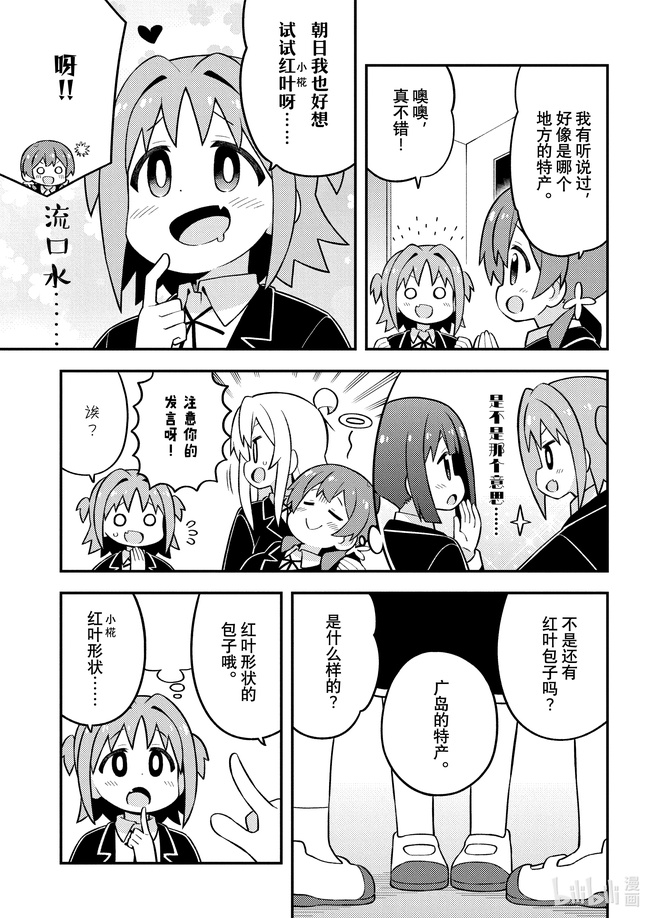 我有听说过，
好像是哪个
地方的特产。
噢噢，
真不错！
朝日我也好想
试试红叶呀……
小椛
呀!!
流口水……
是不是那个意思……
注意你的
发言呀！
诶？
不是还有
红叶包子吗？
广岛的特产。
是什么样的？
红叶形状的
包子哦。
小椛
红叶形状……
bilibili
漫画